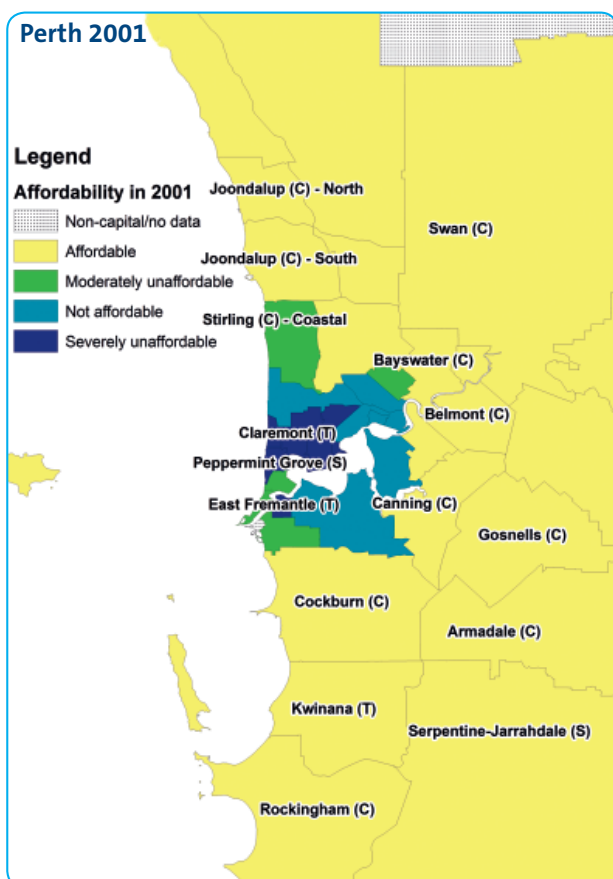 Perth 2001
Legend
Affordability in 2001
Non-capital/no data
Affordable
Moderately unaffordable
Not affordable
Severely unaffordable
Joondalup (C) - North
Swan (C)
Joondalup (C) - South
Stirling (C) - Coastal
Bayswater (C)
Belmont (C)
Claremont (T)
Peppermint Grove (S)
East Fremantle (T)
Canning (C)
Gosnells (C)
Cockburn (C)
Armadale (C)
Kwinana (T)
Serpentine-Jarrahdale (S)
Rockingham (C)